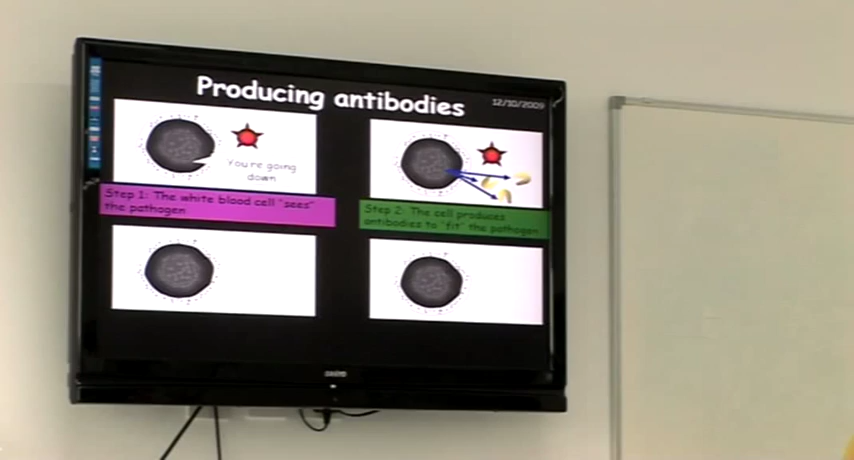 Producing antibodies
12/10/2009
You're going
down
Step 1: The white blood cell "sees"
the pathogen
Step 2: The cell produces
antibodies to "fit" the pathogen
SANYO